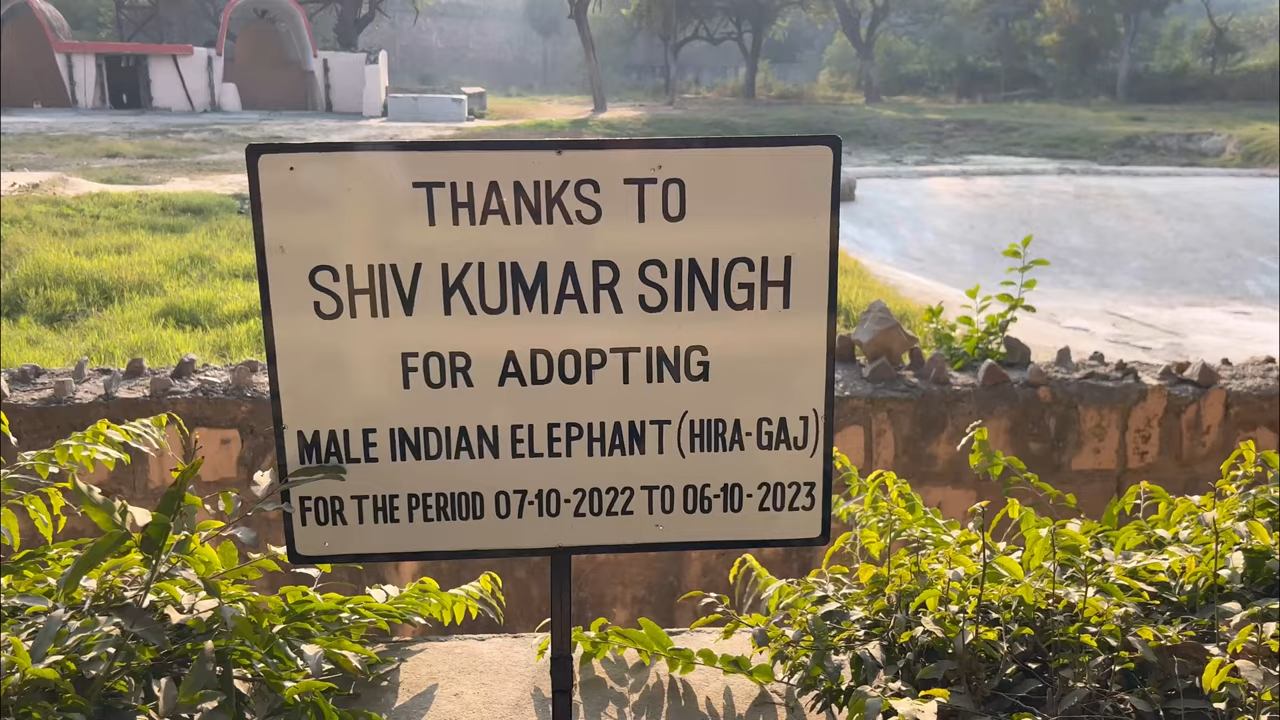 THANKS TO
SHIV KUMAR SINGH
FOR ADOPTING
MALE INDIAN ELEPHANT (HIRA-GAJ)
FOR THE PERIOD 07-10-2022 TO 06-10-2023